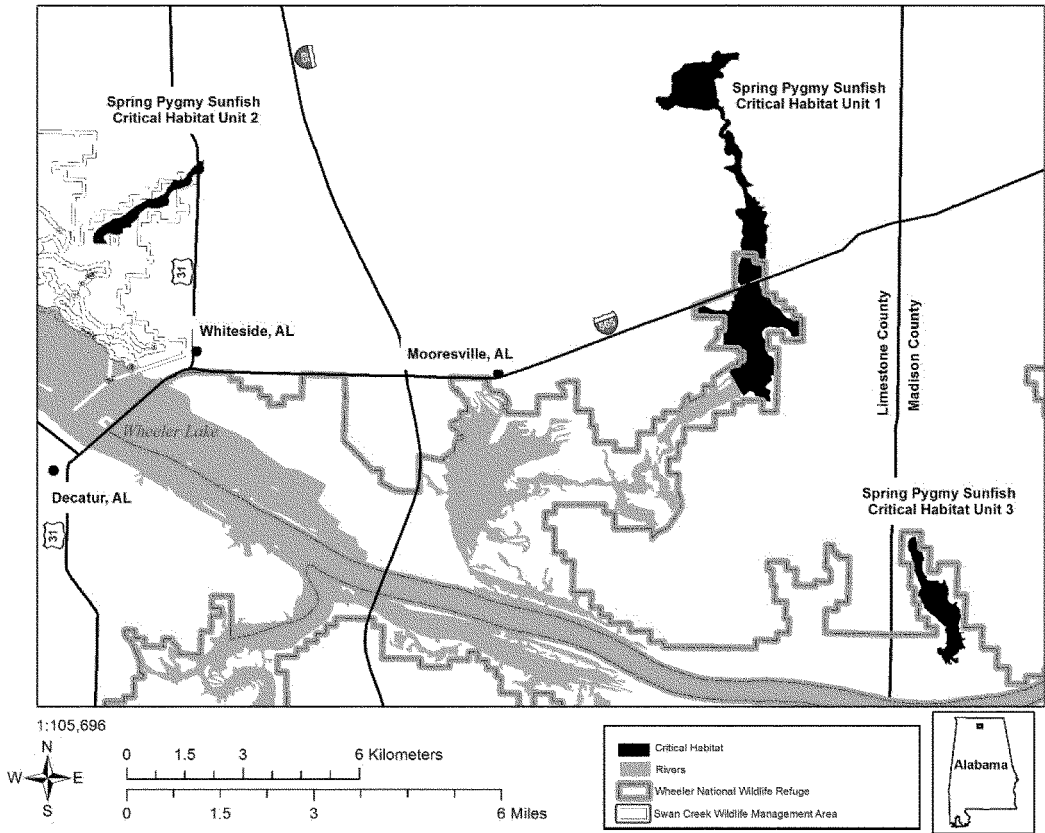 Spring Pygmy Sunfish
Critical Habitat Unit 2
Spring Pygmy Sunfish
Critical Habitat Unit 1
31
Whiteside, AL
Mooresville, AL
Limestone County
Madison County
Wheeler Lake
Decatur, AL
31
Spring Pygmy Sunfish
Critical Habitat Unit 3
1:105,696
N
W
E
S
0 1.5 3 6 Kilometers
0 1.5 3 6 Miles
Critical Habitat
Rivers
Wheeler National Wildlife Refuge
Swan Creek Wildlife Management Area
Alabama